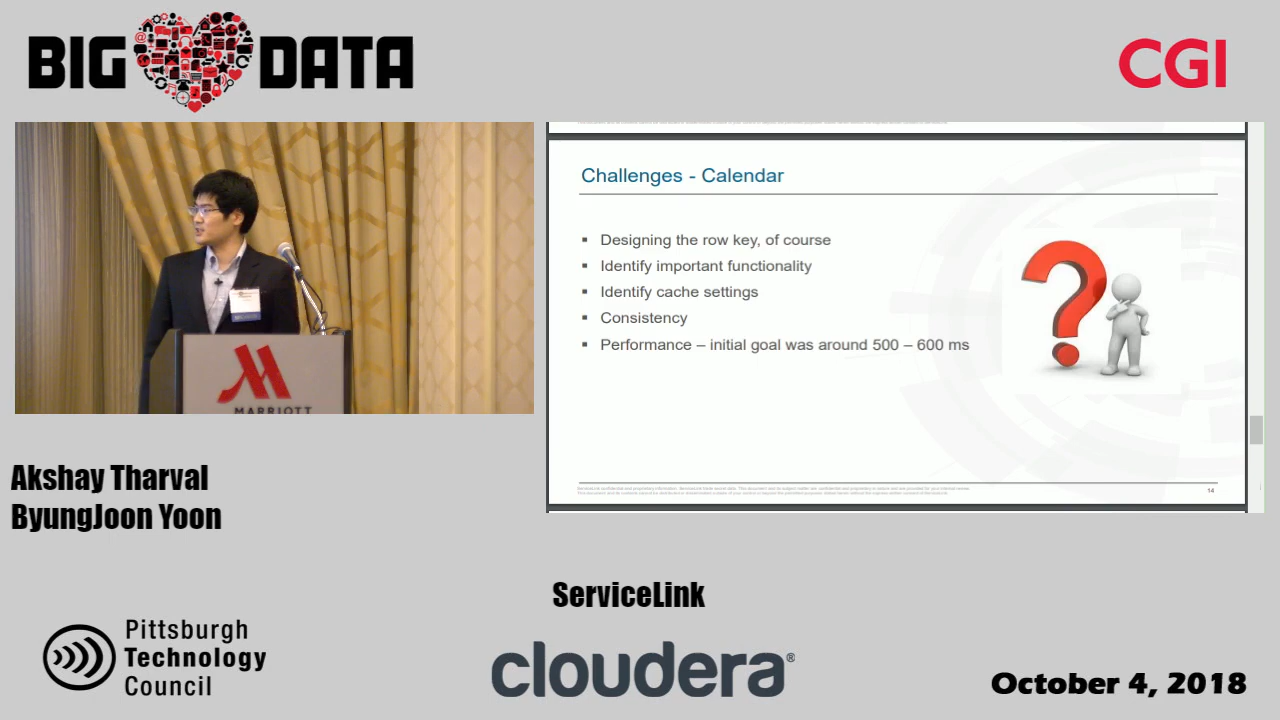 BIG DATA
CGI
MARRIOTT
Challenges - Calendar
▪ Designing the row key, of course
▪ Identify important functionality
▪ Identify cache settings
▪ Consistency
▪ Performance – initial goal was around 500 – 600 ms
14
Akshay Tharval
ByungJoon Yoon
ServiceLink
Pittsburgh
Technology
Council
cloudera®
October 4, 2018